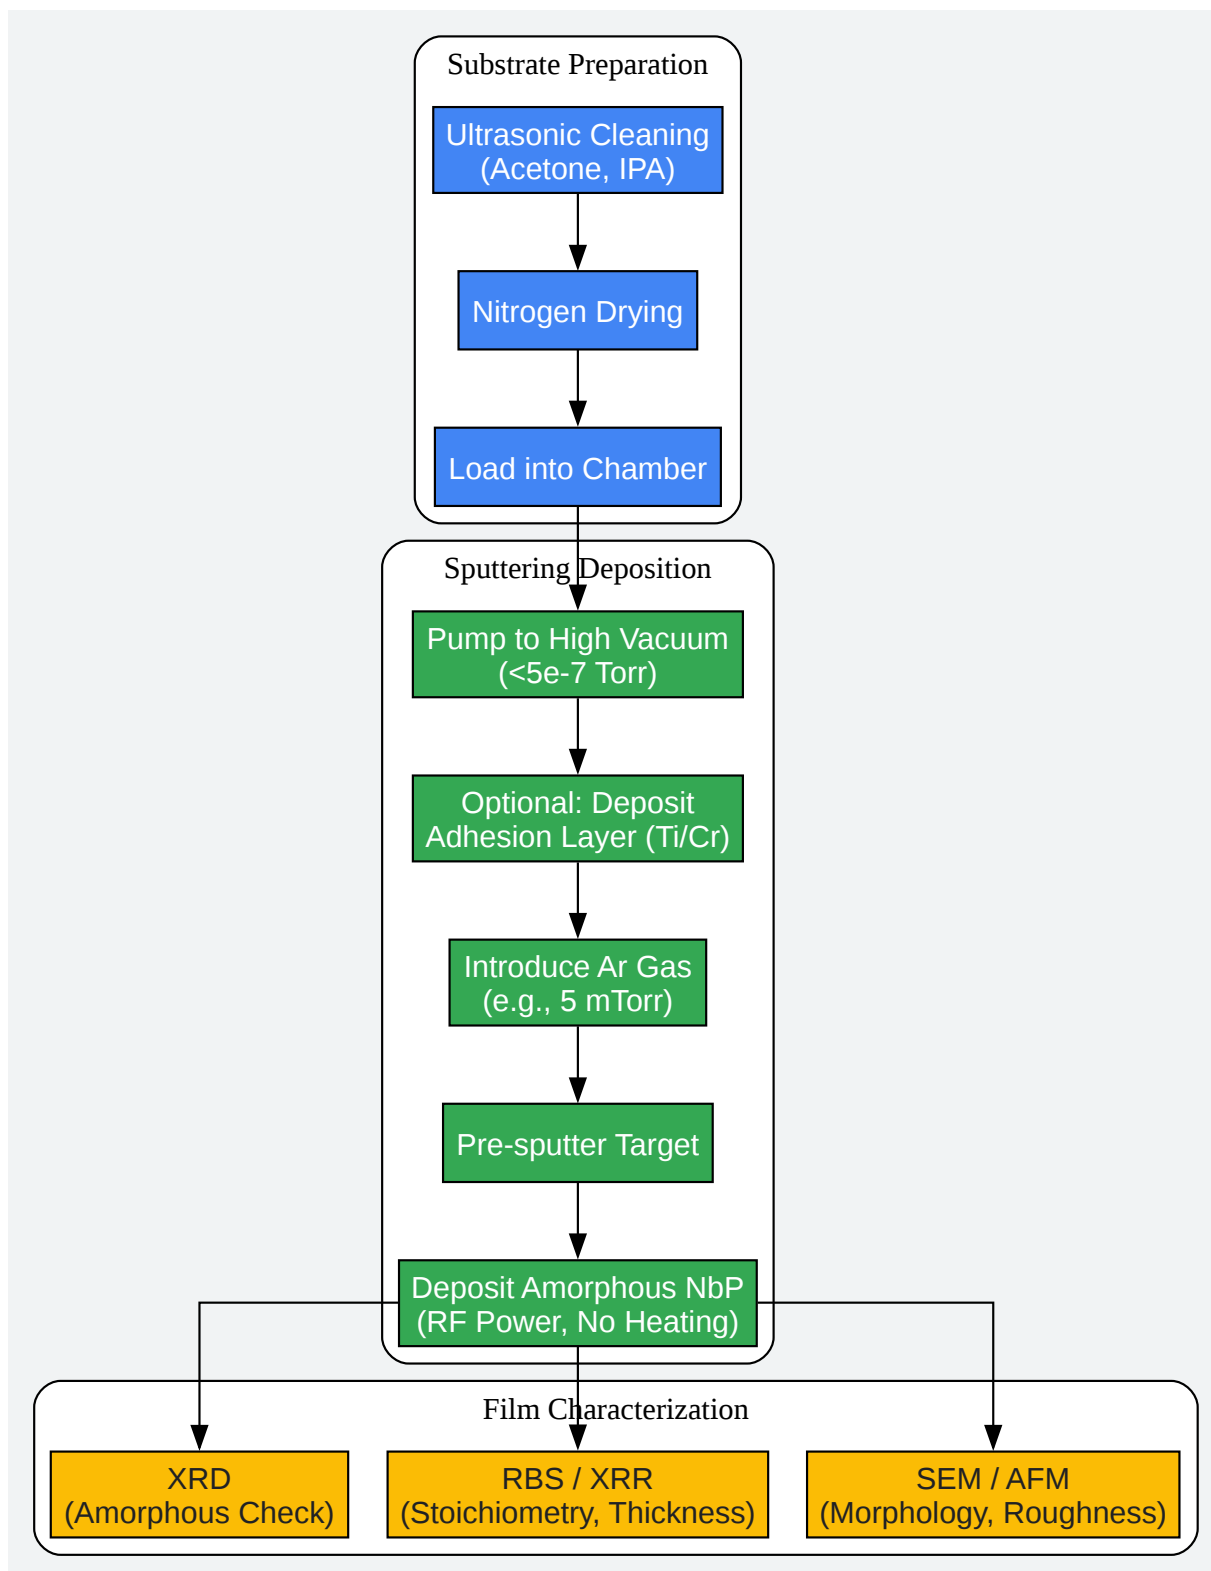 Substrate Preparation
Ultrasonic Cleaning
(Acetone, IPA)
Nitrogen Drying
Load into Chamber
Sputtering Deposition
Pump to High Vacuum
(<5e-7 Torr)
Optional: Deposit
Adhesion Layer (Ti/Cr)
Introduce Ar Gas
(e.g., 5 mTorr)
Pre-sputter Target
Deposit Amorphous NbP
(RF Power, No Heating)
Film Characterization
XRD
(Amorphous Check)
RBS / XRR
(Stoichiometry, Thickness)
SEM / AFM
(Morphology, Roughness)